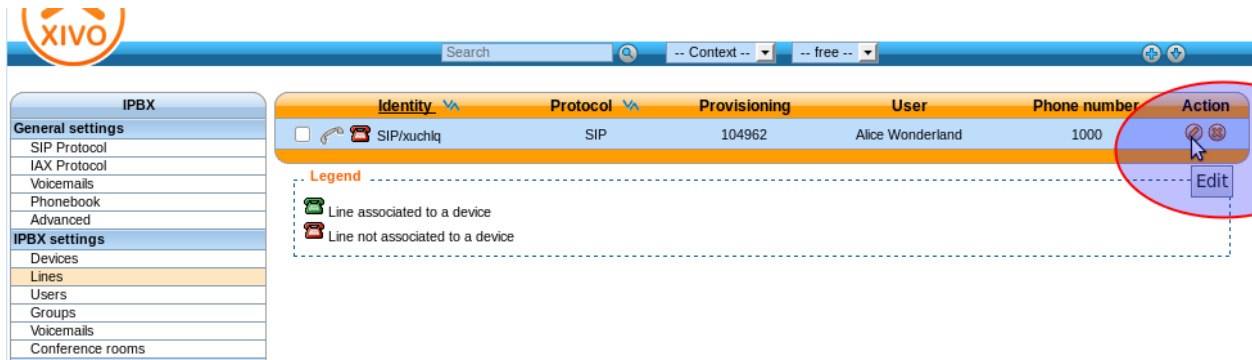 XIVO
Search
-- Context --
-- free --
IPBX
General settings
SIP Protocol
IAX Protocol
Voicemails
Phonebook
Advanced
IPBX settings
Devices
Lines
Users
Groups
Voicemails
Conference rooms
Identity Protocol Provisioning User Phone number Action
SIP/xuchlq SIP 104962 Alice Wonderland 1000
Edit
Legend
Line associated to a device
Line not associated to a device